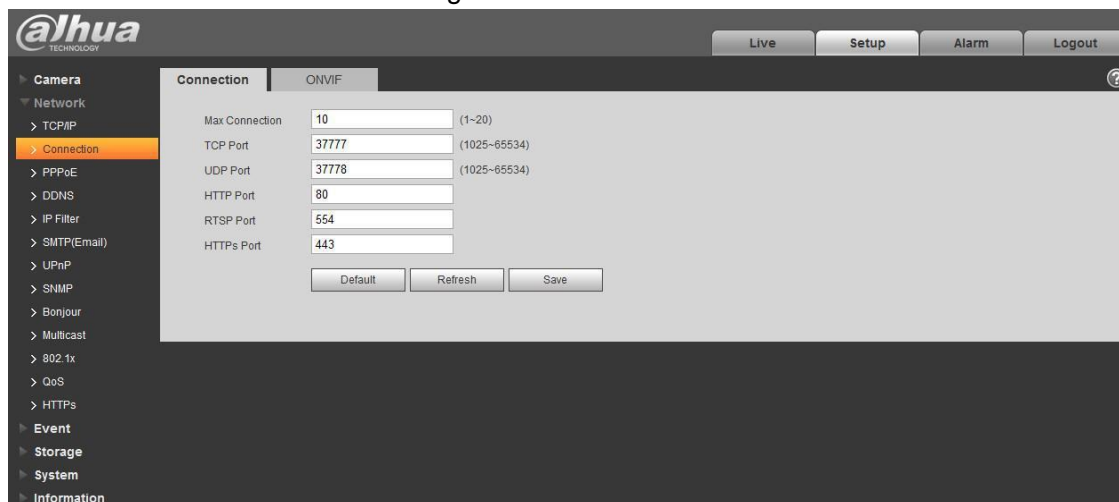 alhua
TECHNOLOGY
Live Setup Alarm Logout
Camera
Network
> TCP/IP
> Connection
> PPPoE
> DDNS
> IP Filter
> SMTP(Email)
> UPnP
> SNMP
> Bonjour
> Multicast
> 802.1x
> QoS
> HTTPs
Event
Storage
System
Information
Connection ONVIF
?
Max Connection 10 (1~20)
TCP Port 37777 (1025~65534)
UDP Port 37778 (1025~65534)
HTTP Port 80
RTSP Port 554
HTTPs Port 443
Default Refresh Save